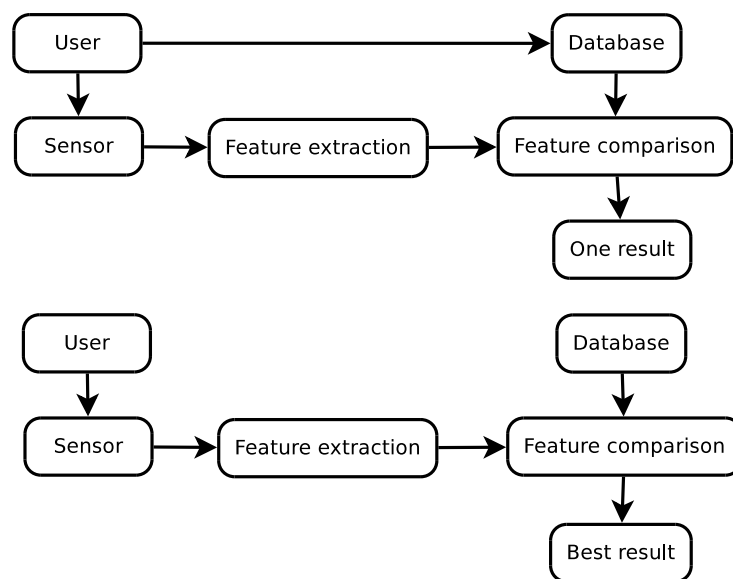 User
Database
Sensor
Feature extraction
Feature comparison
One result
User
Database
Sensor
Feature extraction
Feature comparison
Best result